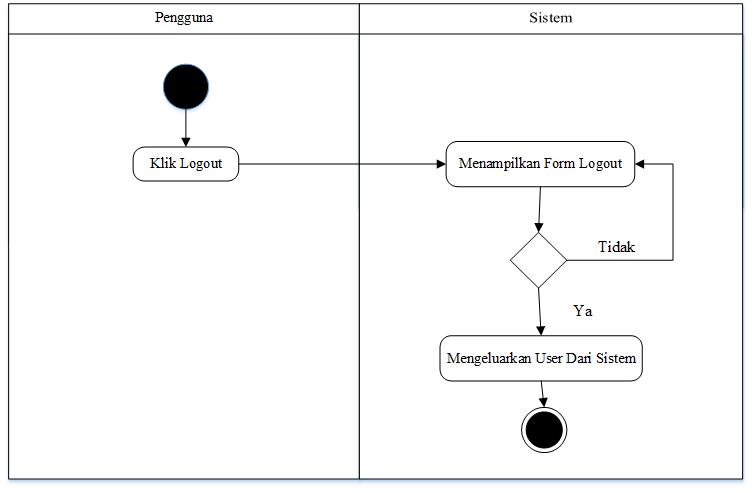 Pengguna
Sistem
Klik Logout
Menampilkan Form Logout
Tidak
Ya
Mengeluarkan User Dari Sistem